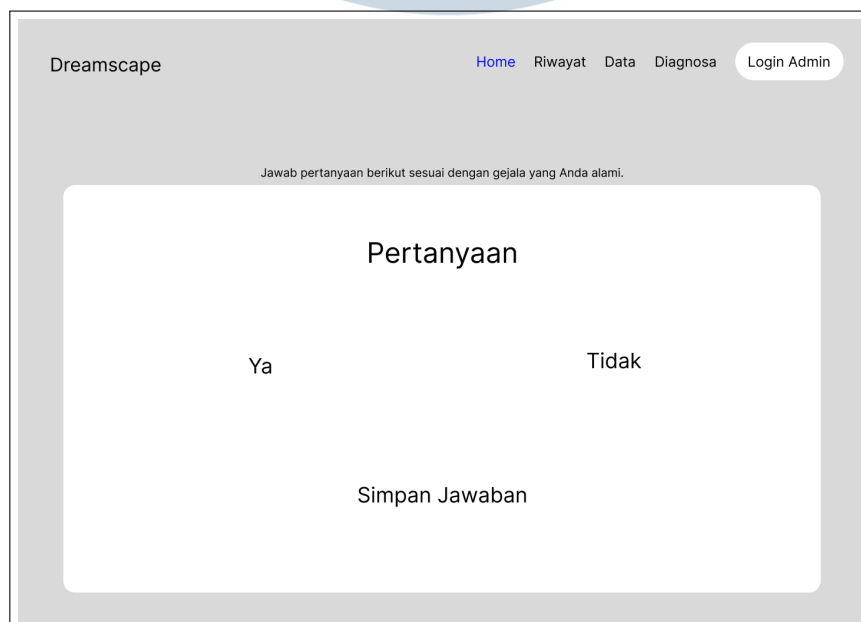 Dreamscape
Home Riwayat Data Diagnosa Login Admin
Jawab pertanyaan berikut sesuai dengan gejala yang Anda alami.
Pertanyaan
Ya Tidak
Simpan Jawaban